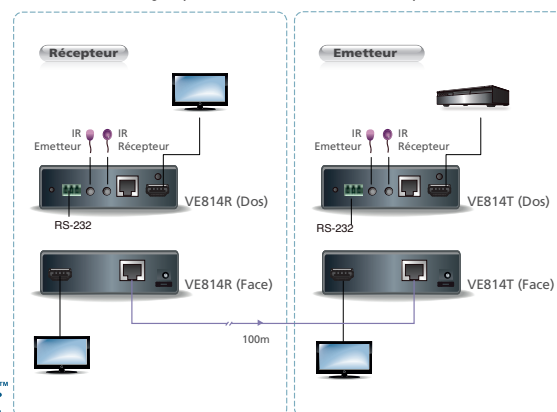 Récepteur
IR
Emetteur
IR
Récepteur
VE814R (Dos)
RS-232
VE814R (Face)
Emetteur
IR
Emetteur
IR
Récepteur
VE814T (Dos)
RS-232
VE814T (Face)
100m
TM